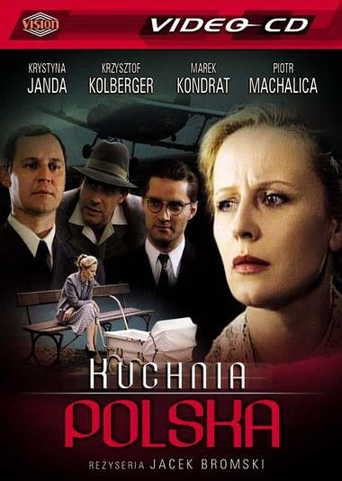 VISION
VIDEO-CD
KRYSTYNA JANDA
KRZYSZTOF KOLBERGER
MAREK KONDRAT
PIOTR MACHALICA
KUCHNIA
POLSKA
REŻYSERIA JACEK BROMSKI